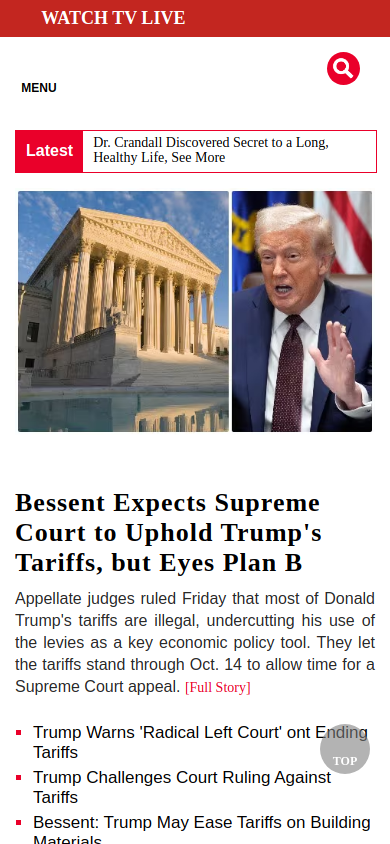 WATCH TV LIVE
MENU
Latest
Dr. Crandall Discovered Secret to a Long,
Healthy Life, See More
Bessent Expects Supreme
Court to Uphold Trump's
Tariffs, but Eyes Plan B
Appellate judges ruled Friday that most of Donald
Trump's tariffs are illegal, undercutting his use of
the levies as a key economic policy tool. They let
the tariffs stand through Oct. 14 to allow time for a
Supreme Court appeal. [Full Story]
Trump Warns 'Radical Left Court' ont Ending
Tariffs
TOP
Trump Challenges Court Ruling Against
Tariffs
Bessent: Trump May Ease Tariffs on Building
Materials